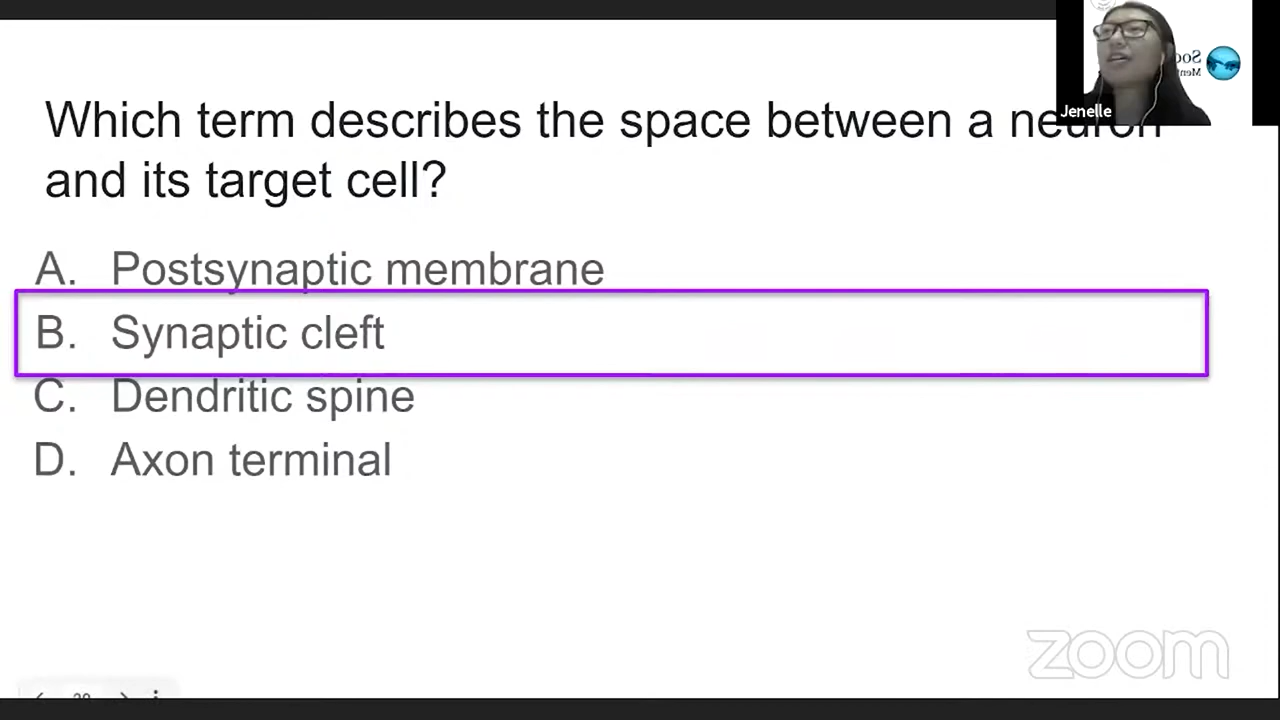 Which term describes the space between a neuron
and its target cell?
A. Postsynaptic membrane
B. Synaptic cleft
C. Dendritic spine
D. Axon terminal
Jenelle
zoom